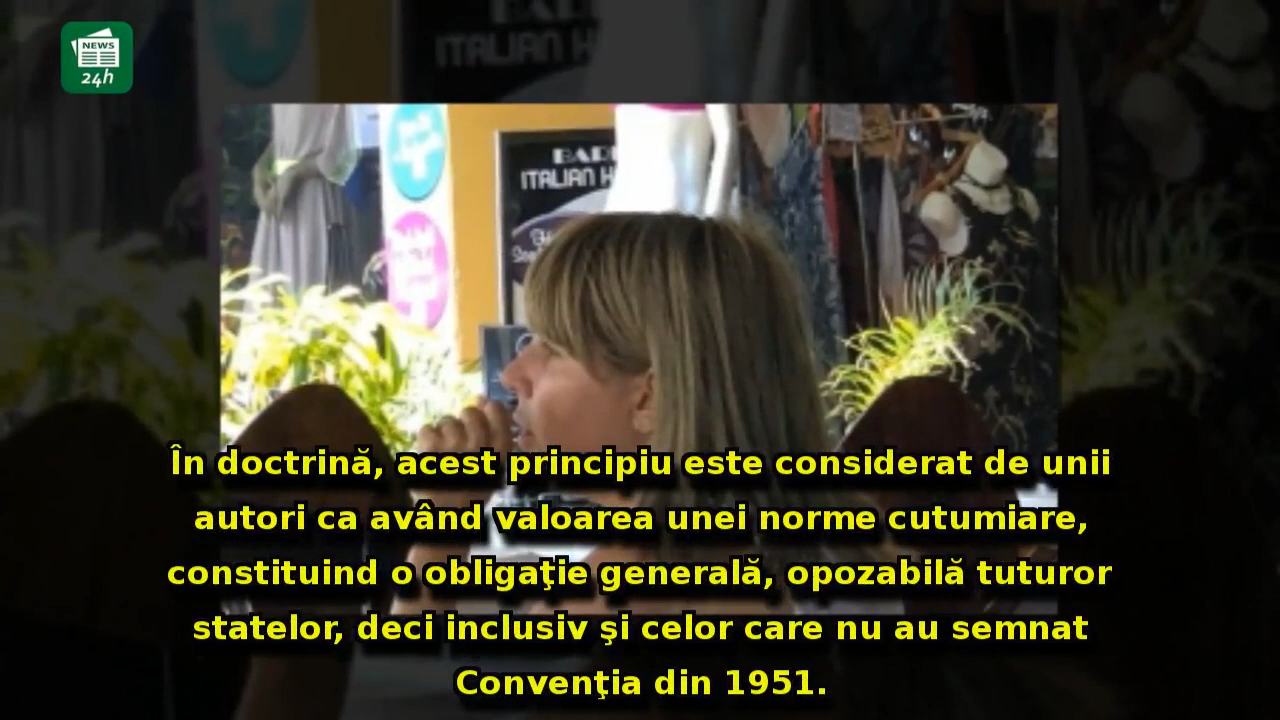 NEWS
24h
ITALIAN H
ITALIAN H
În doctrină, acest principiu este considerat de unii
autori ca având valoarea unei norme cutumiare,
constituind o obligaţie generală, opozabilă tuturor
statelor, deci inclusiv şi celor care nu au semnat
Convenţia din 1951.